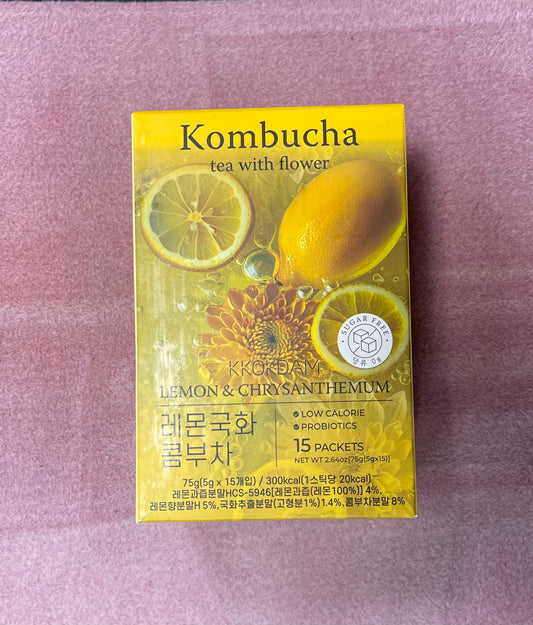 Kombucha
tea with flower
SUGAR FREE
당류 0g
KKOKDAM
LEMON & CHRYSANTHEMUM
레몬국화
콤부차
LOW CALORIE
PROBIOTICS
15 PACKETS
NET WT 2.64oz[75g(5gx15)]
75g(5g x 15개입) / 300kcal(1스틱당 20kcal)
레몬과즙분말HCS-5946[레몬과즙(레몬100%)] 4%,
레몬향분말H 5%,국화추출분말(고형분1%)1.4%,콤부차분말 8%